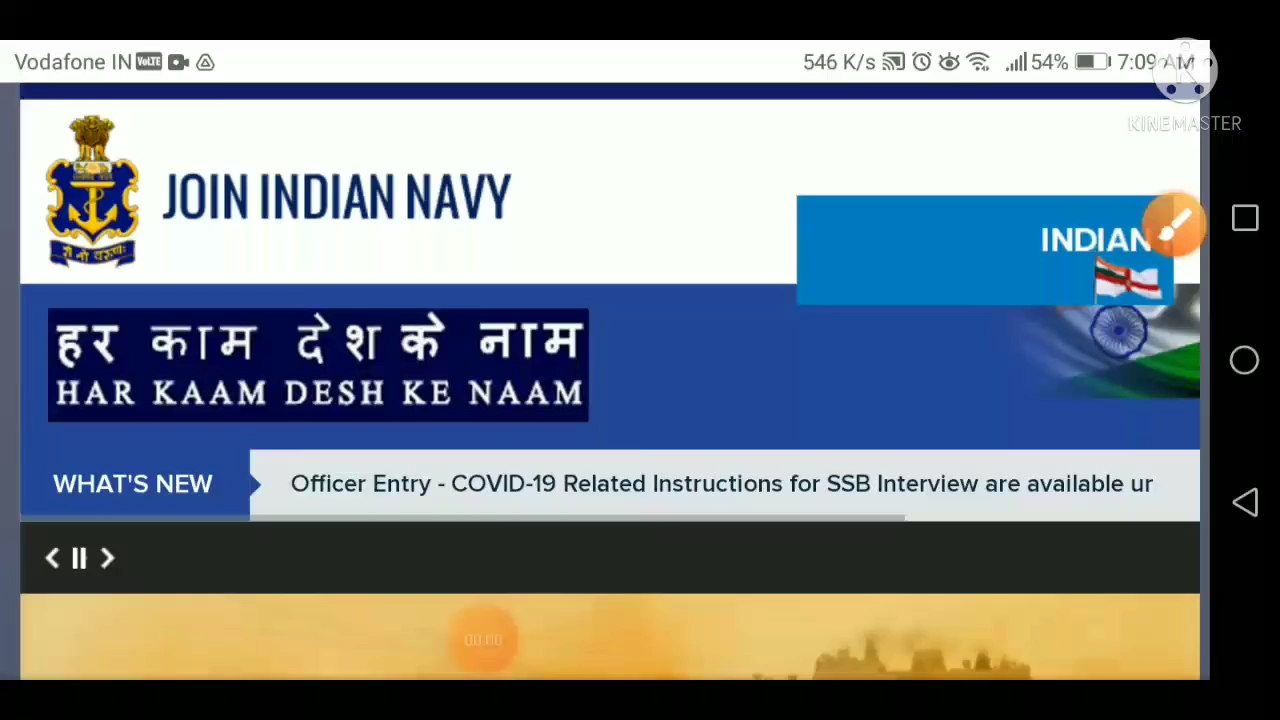 Vodafone IN VoLTE 546 K/s 54% 7:09 AM
KINEMASTER
JOIN INDIAN NAVY
INDIAN
हर काम देश के नाम
HAR KAAM DESH KE NAAM
WHAT'S NEW Officer Entry - COVID-19 Related Instructions for SSB Interview are available ur